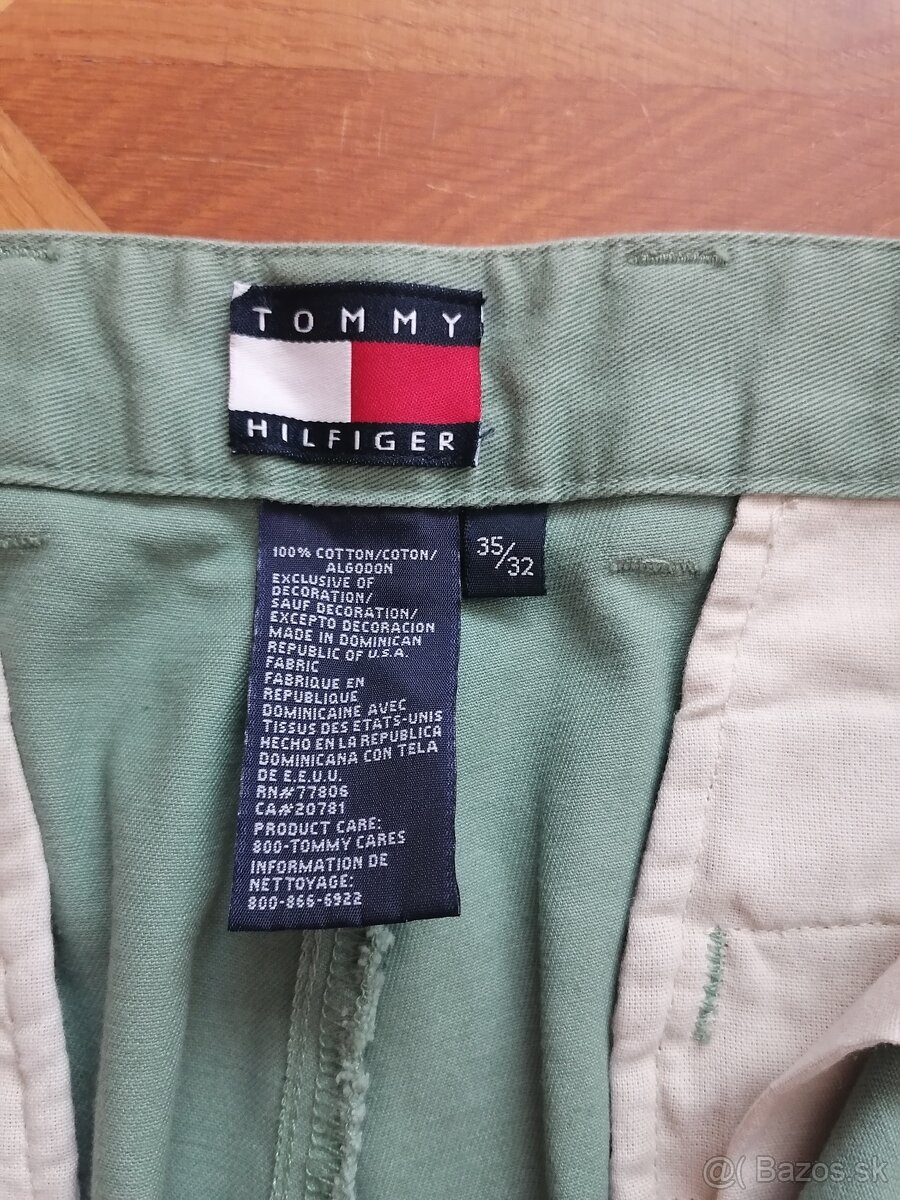 TOMMY
HILFIGER
35/32
100% COTTON/COTON/
ALGODON
EXCLUSIVE OF
DECORATION/
SAUF DECORATION/
EXCEPTO DECORACION
MADE IN DOMINICAN
REPUBLIC OF U.S.A.
FABRIC
FABRIQUE EN
REPUBLIQUE
DOMINICAINE AVEC
TISSUS DES ETATS-UNIS
HECHO EN LA REPUBLICA
DOMINICANA CON TELA
DE E.E.U.U.
RN#77806
CA#20781
PRODUCT CARE:
800-TOMMY CARES
INFORMATION DE
NETTOYAGE:
800-866-6922
@( Bazos.sk